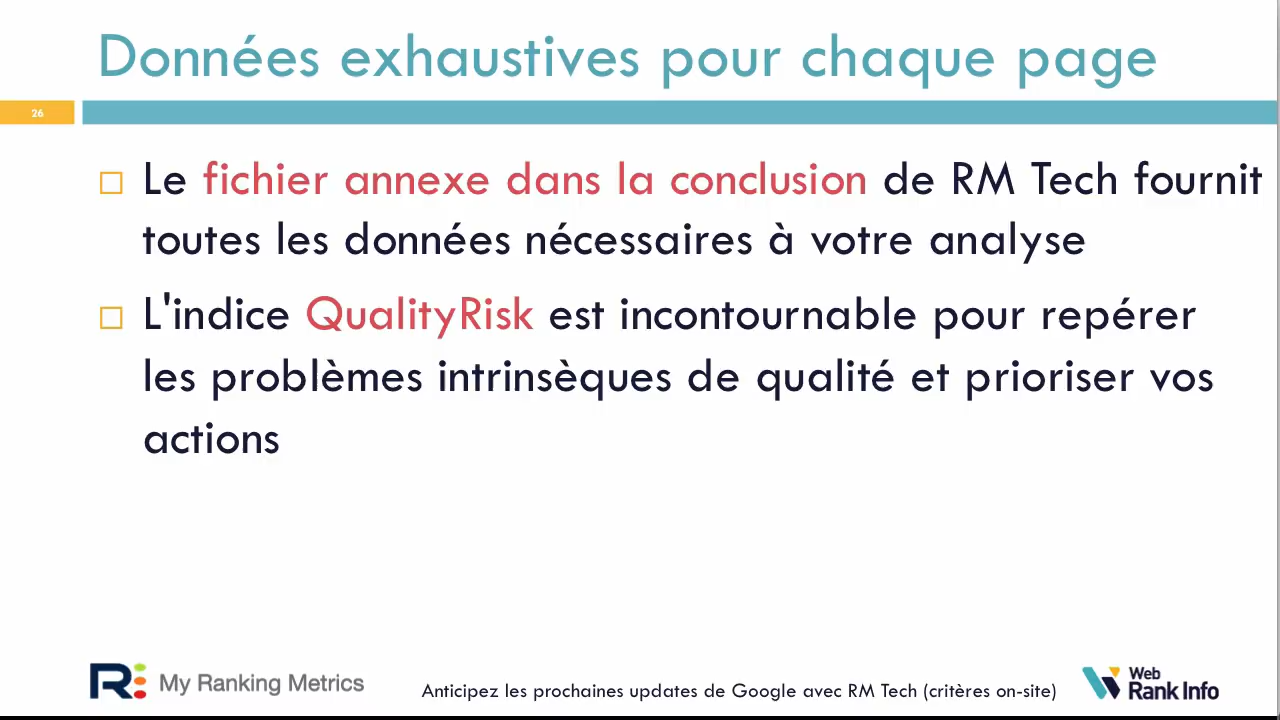 Données exhaustives pour chaque page
26
Le fichier annexe dans la conclusion de RM Tech fournit
toutes les données nécessaires à votre analyse
L'indice QualityRisk est incontournable pour repérer
les problèmes intrinsèques de qualité et prioriser vos
actions
R My Ranking Metrics
Anticipez les prochaines updates de Google avec RM Tech (critères on-site)
Web
Rank Info